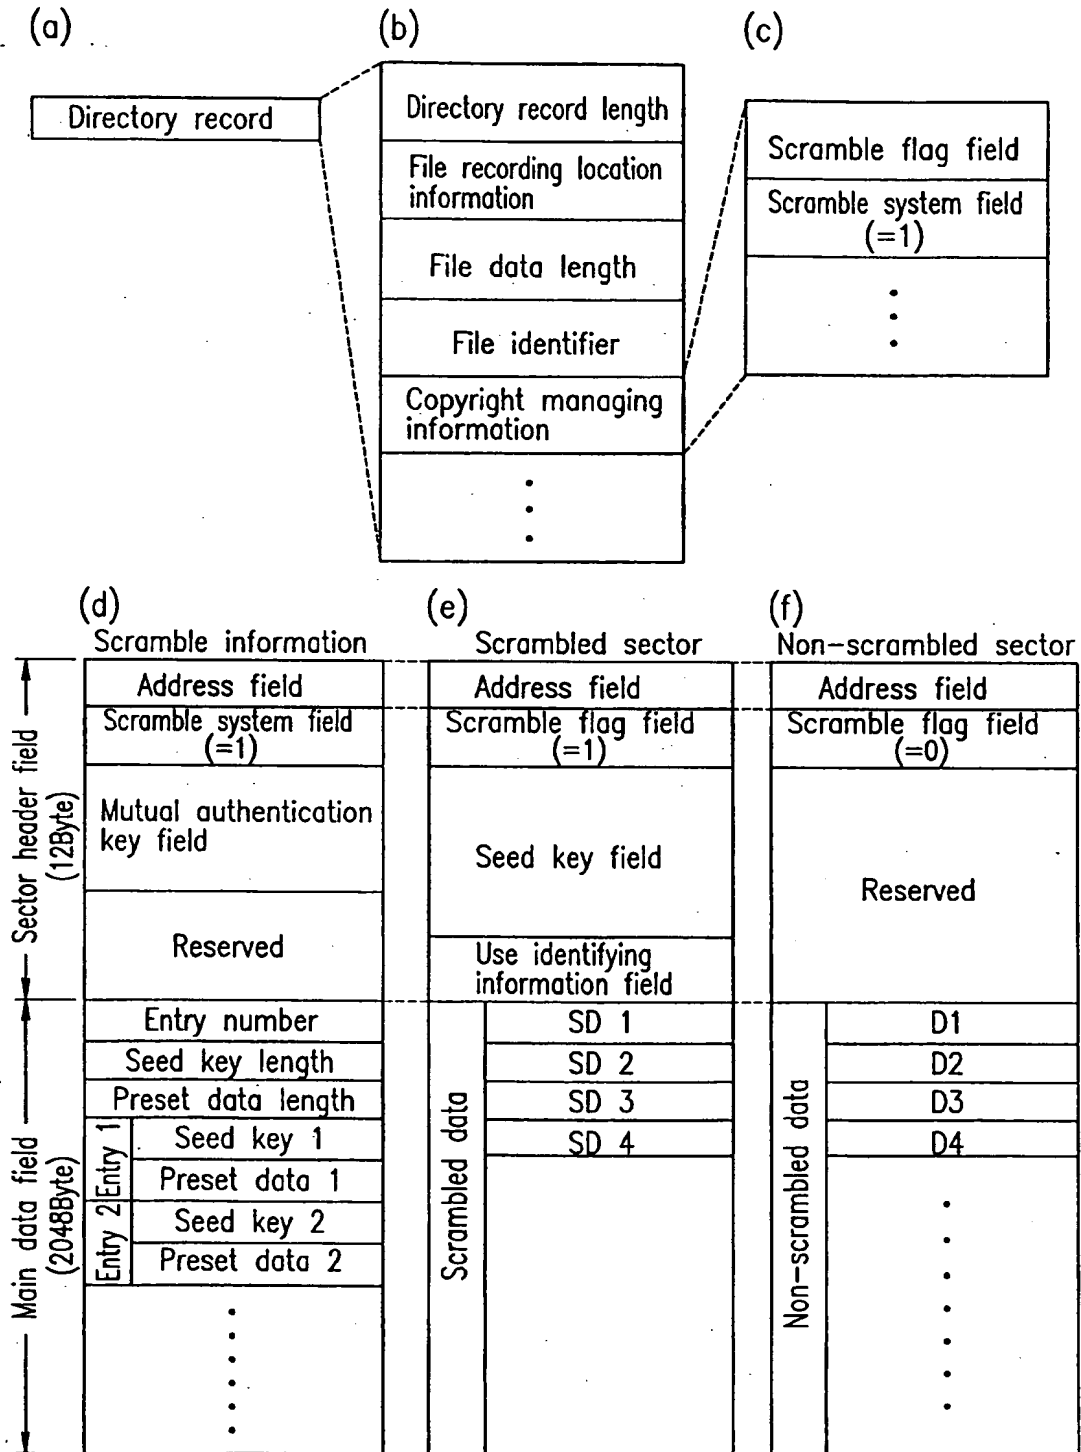 (a)
(b)
(c)
Directory record
Directory record length
File recording location
information
File data length
File identifier
Copyright managing
information
Scramble flag field
Scramble system field
(=1)
(d)
(e)
(f)
Scramble information
Scrambled sector
Non-scrambled sector
Sector header field
(12Byte)
Address field
Scramble system field
(=1)
Mutual authentication
key field
Reserved
Address field
Scramble flag field
(=1)
Seed key field
Use identifying
information field
Address field
Scramble flag field
(=0)
Reserved
Main data field
(2048Byte)
Entry number
Seed key length
Preset data length
Entry 1
Seed key 1
Preset data 1
Entry 2
Seed key 2
Preset data 2
Scrambled data
SD 1
SD 2
SD 3
SD 4
Non-scrambled data
D1
D2
D3
D4